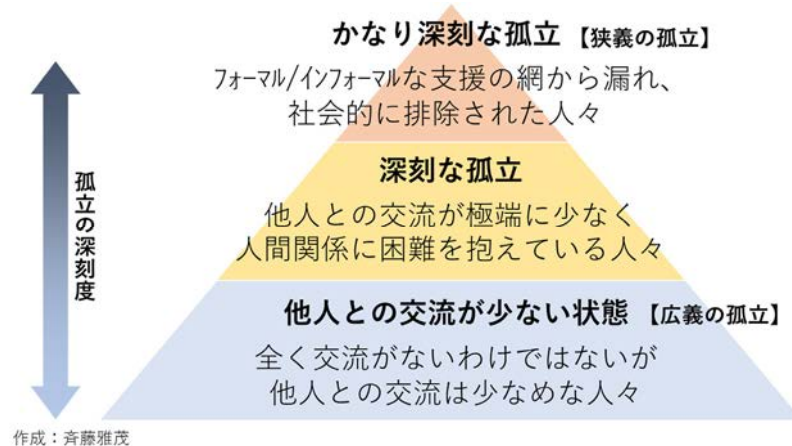 かなり深刻な孤立 【狭義の孤立】
フォーマル/インフォーマルな支援の網から漏れ、
社会的に排除された人々
深刻な孤立
他人との交流が極端に少なく
人間関係に困難を抱えている人々
他人との交流が少ない状態 【広義の孤立】
全く交流がないわけではないが
他人との交流は少なめな人々
孤立の深刻度
作成：斉藤雅茂